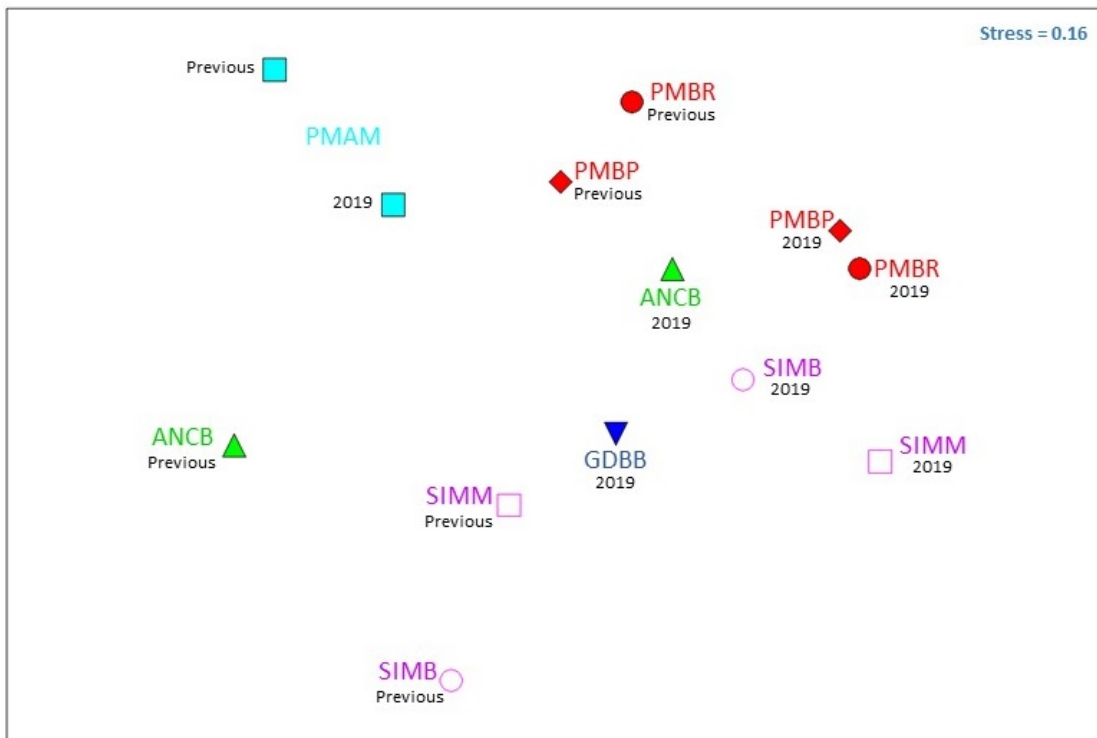 Stress = 0.16
Previous
PMBR
Previous
PMAM
PMBP
Previous
2019
PMBP
2019
PMBR
2019
ANCB
2019
SIMB
2019
ANCB
Previous
GDBB
2019
SIMM
2019
SIMM
Previous
SIMB
Previous